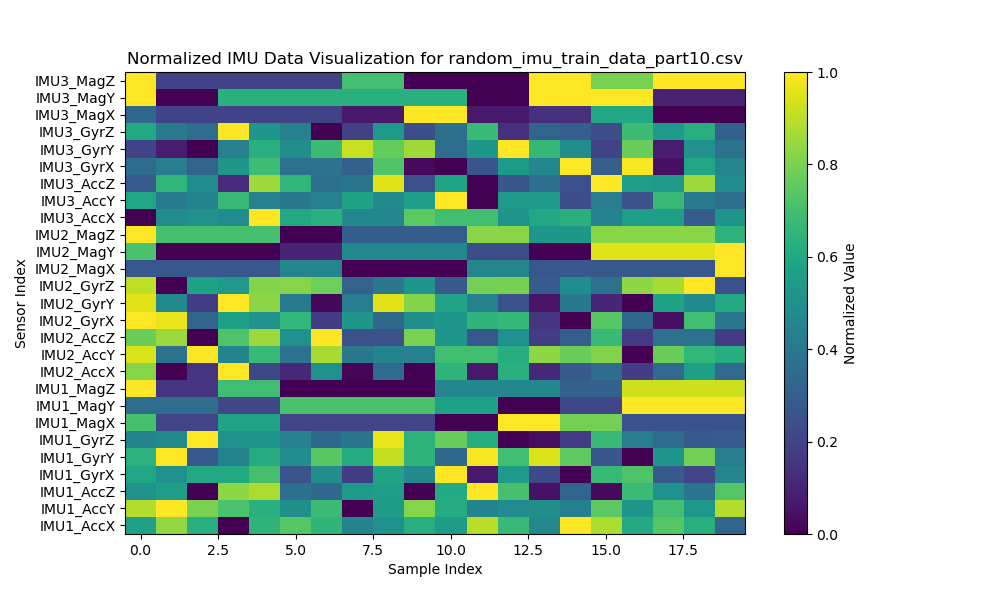 Normalized IMU Data Visualization for random_imu_train_data_part10.csv
IMU3_MagZ
IMU3_MagY
IMU3_MagX
IMU3_GyrZ
IMU3_GyrY
IMU3_GyrX
IMU3_AccZ
IMU3_AccY
IMU3_AccX
IMU2_MagZ
IMU2_MagY
IMU2_MagX
IMU2_GyrZ
IMU2_GyrY
IMU2_GyrX
IMU2_AccZ
IMU2_AccY
IMU2_AccX
IMU1_MagZ
IMU1_MagY
IMU1_MagX
IMU1_GyrZ
IMU1_GyrY
IMU1_GyrX
IMU1_AccZ
IMU1_AccY
IMU1_AccX
Sensor Index
0.0 2.5 5.0 7.5 10.0 12.5 15.0 17.5
Sample Index
1.0
0.8
0.6
0.4
0.2
0.0
Normalized Value